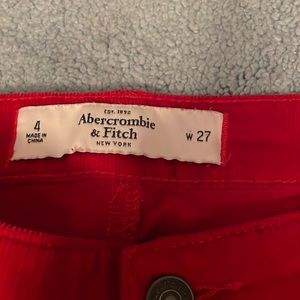 EST. 1892
4
MADE IN
CHINA
Abercrombie
& Fitch
NEW YORK
W 27